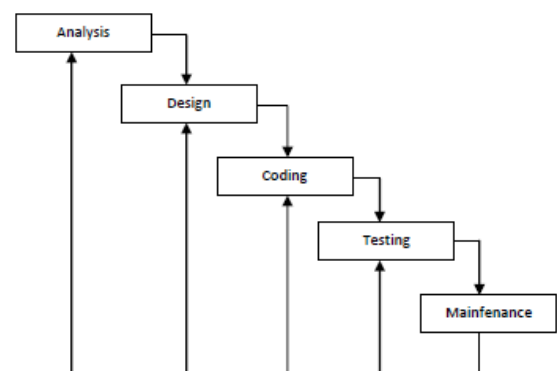 Analysis
Design
Coding
Testing
Mainfenance